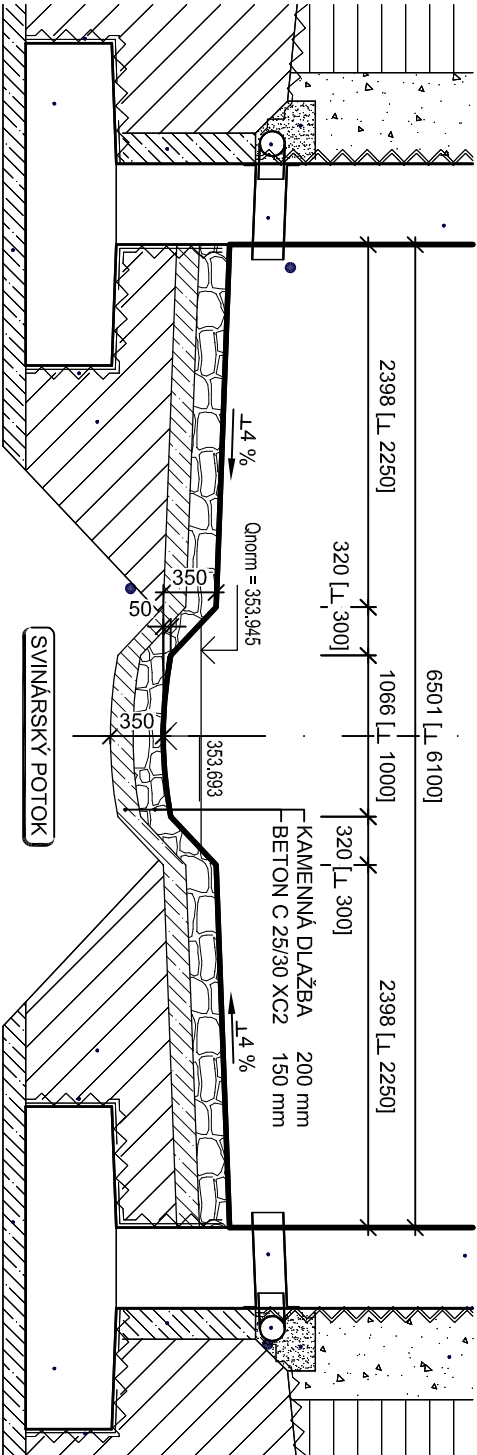 6501 [⊥ 6100]
2398 [⊥ 2250]
320 [⊥ 300]
1066 [⊥ 1000]
320 [⊥ 300]
2398 [⊥ 2250]
⊥4 %
Qnorm = 353.945
353.693
350
50
350
KAMENNÁ DLAŽBA 200 mm
BETON C 25/30 XC2 150 mm
⊥4 %
SVINÁRSKÝ POTOK